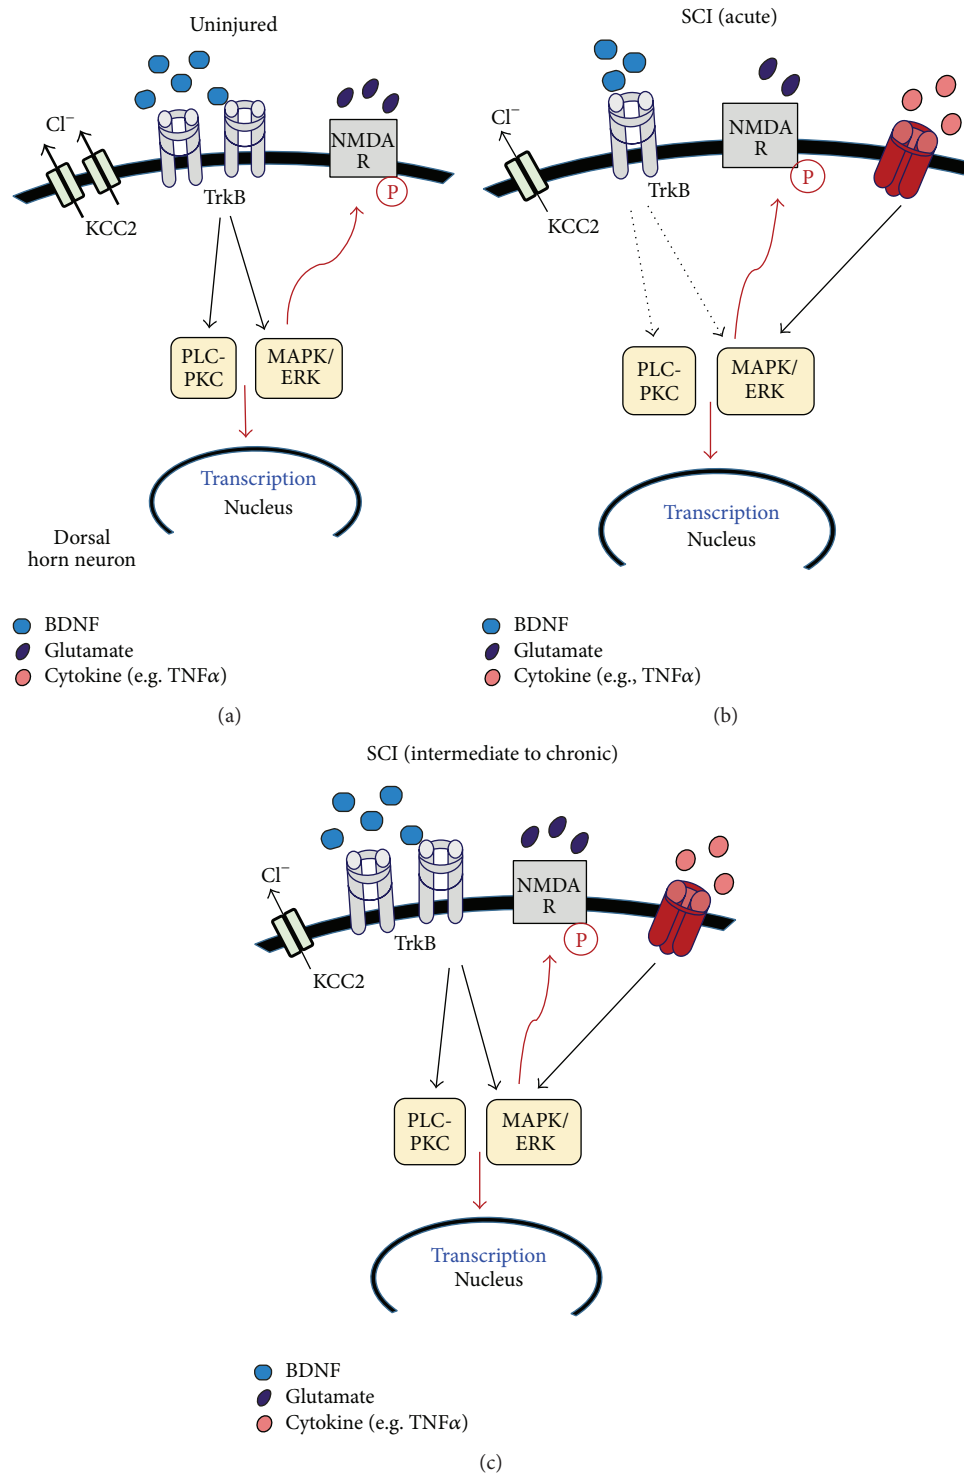 Uninjured
Cl⁻
NMDA
R
P
TrkB
KCC2
PLC-
PKC
MAPK/
ERK
Transcription
Nucleus
Dorsal
horn neuron
BDNF
Glutamate
Cytokine (e.g. TNFα)
(a)
SCI (acute)
Cl⁻
NMDA
R
P
TrkB
KCC2
PLC-
PKC
MAPK/
ERK
Transcription
Nucleus
BDNF
Glutamate
Cytokine (e.g., TNFα)
(b)
SCI (intermediate to chronic)
Cl⁻
NMDA
R
P
TrkB
KCC2
PLC-
PKC
MAPK/
ERK
Transcription
Nucleus
BDNF
Glutamate
Cytokine (e.g. TNFα)
(c)